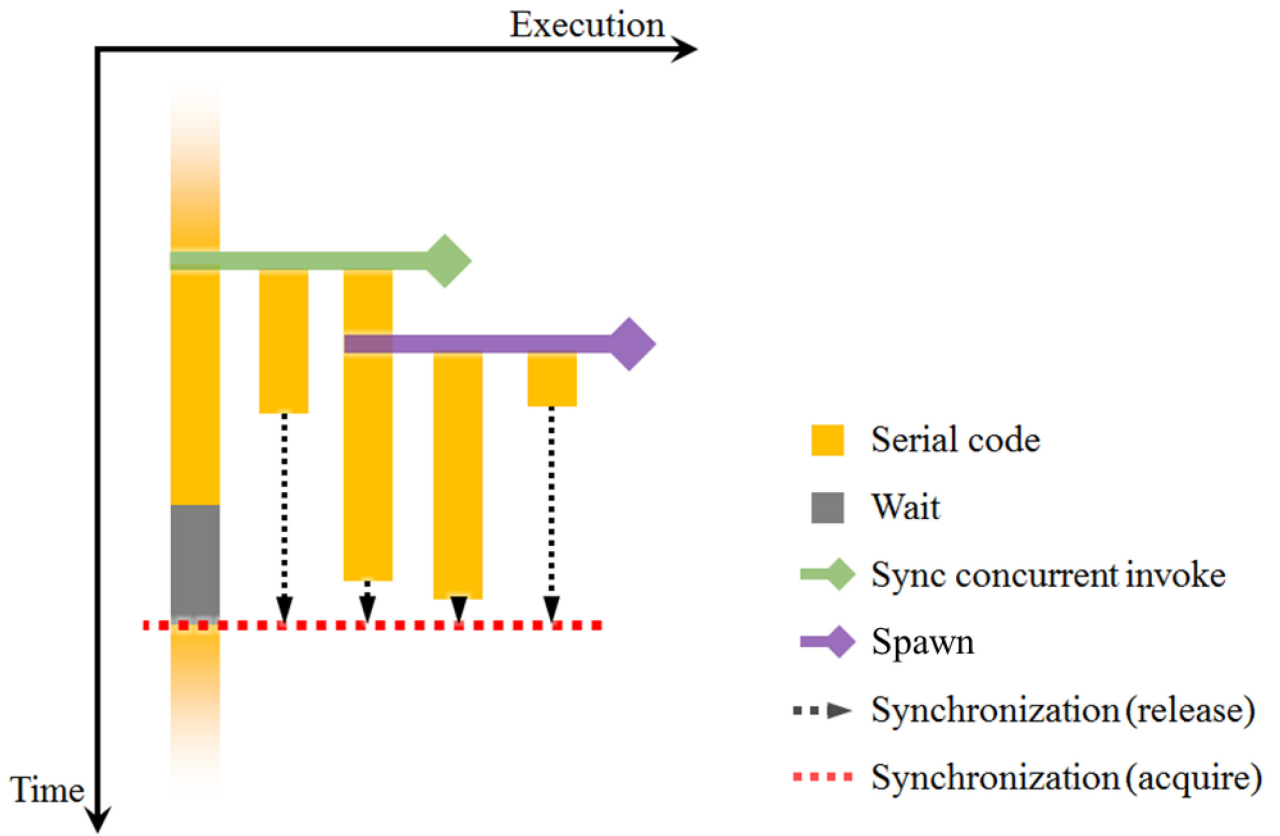 Execution
Serial code
Wait
Sync concurrent invoke
Spawn
Synchronization (release)
Synchronization (acquire)
Time